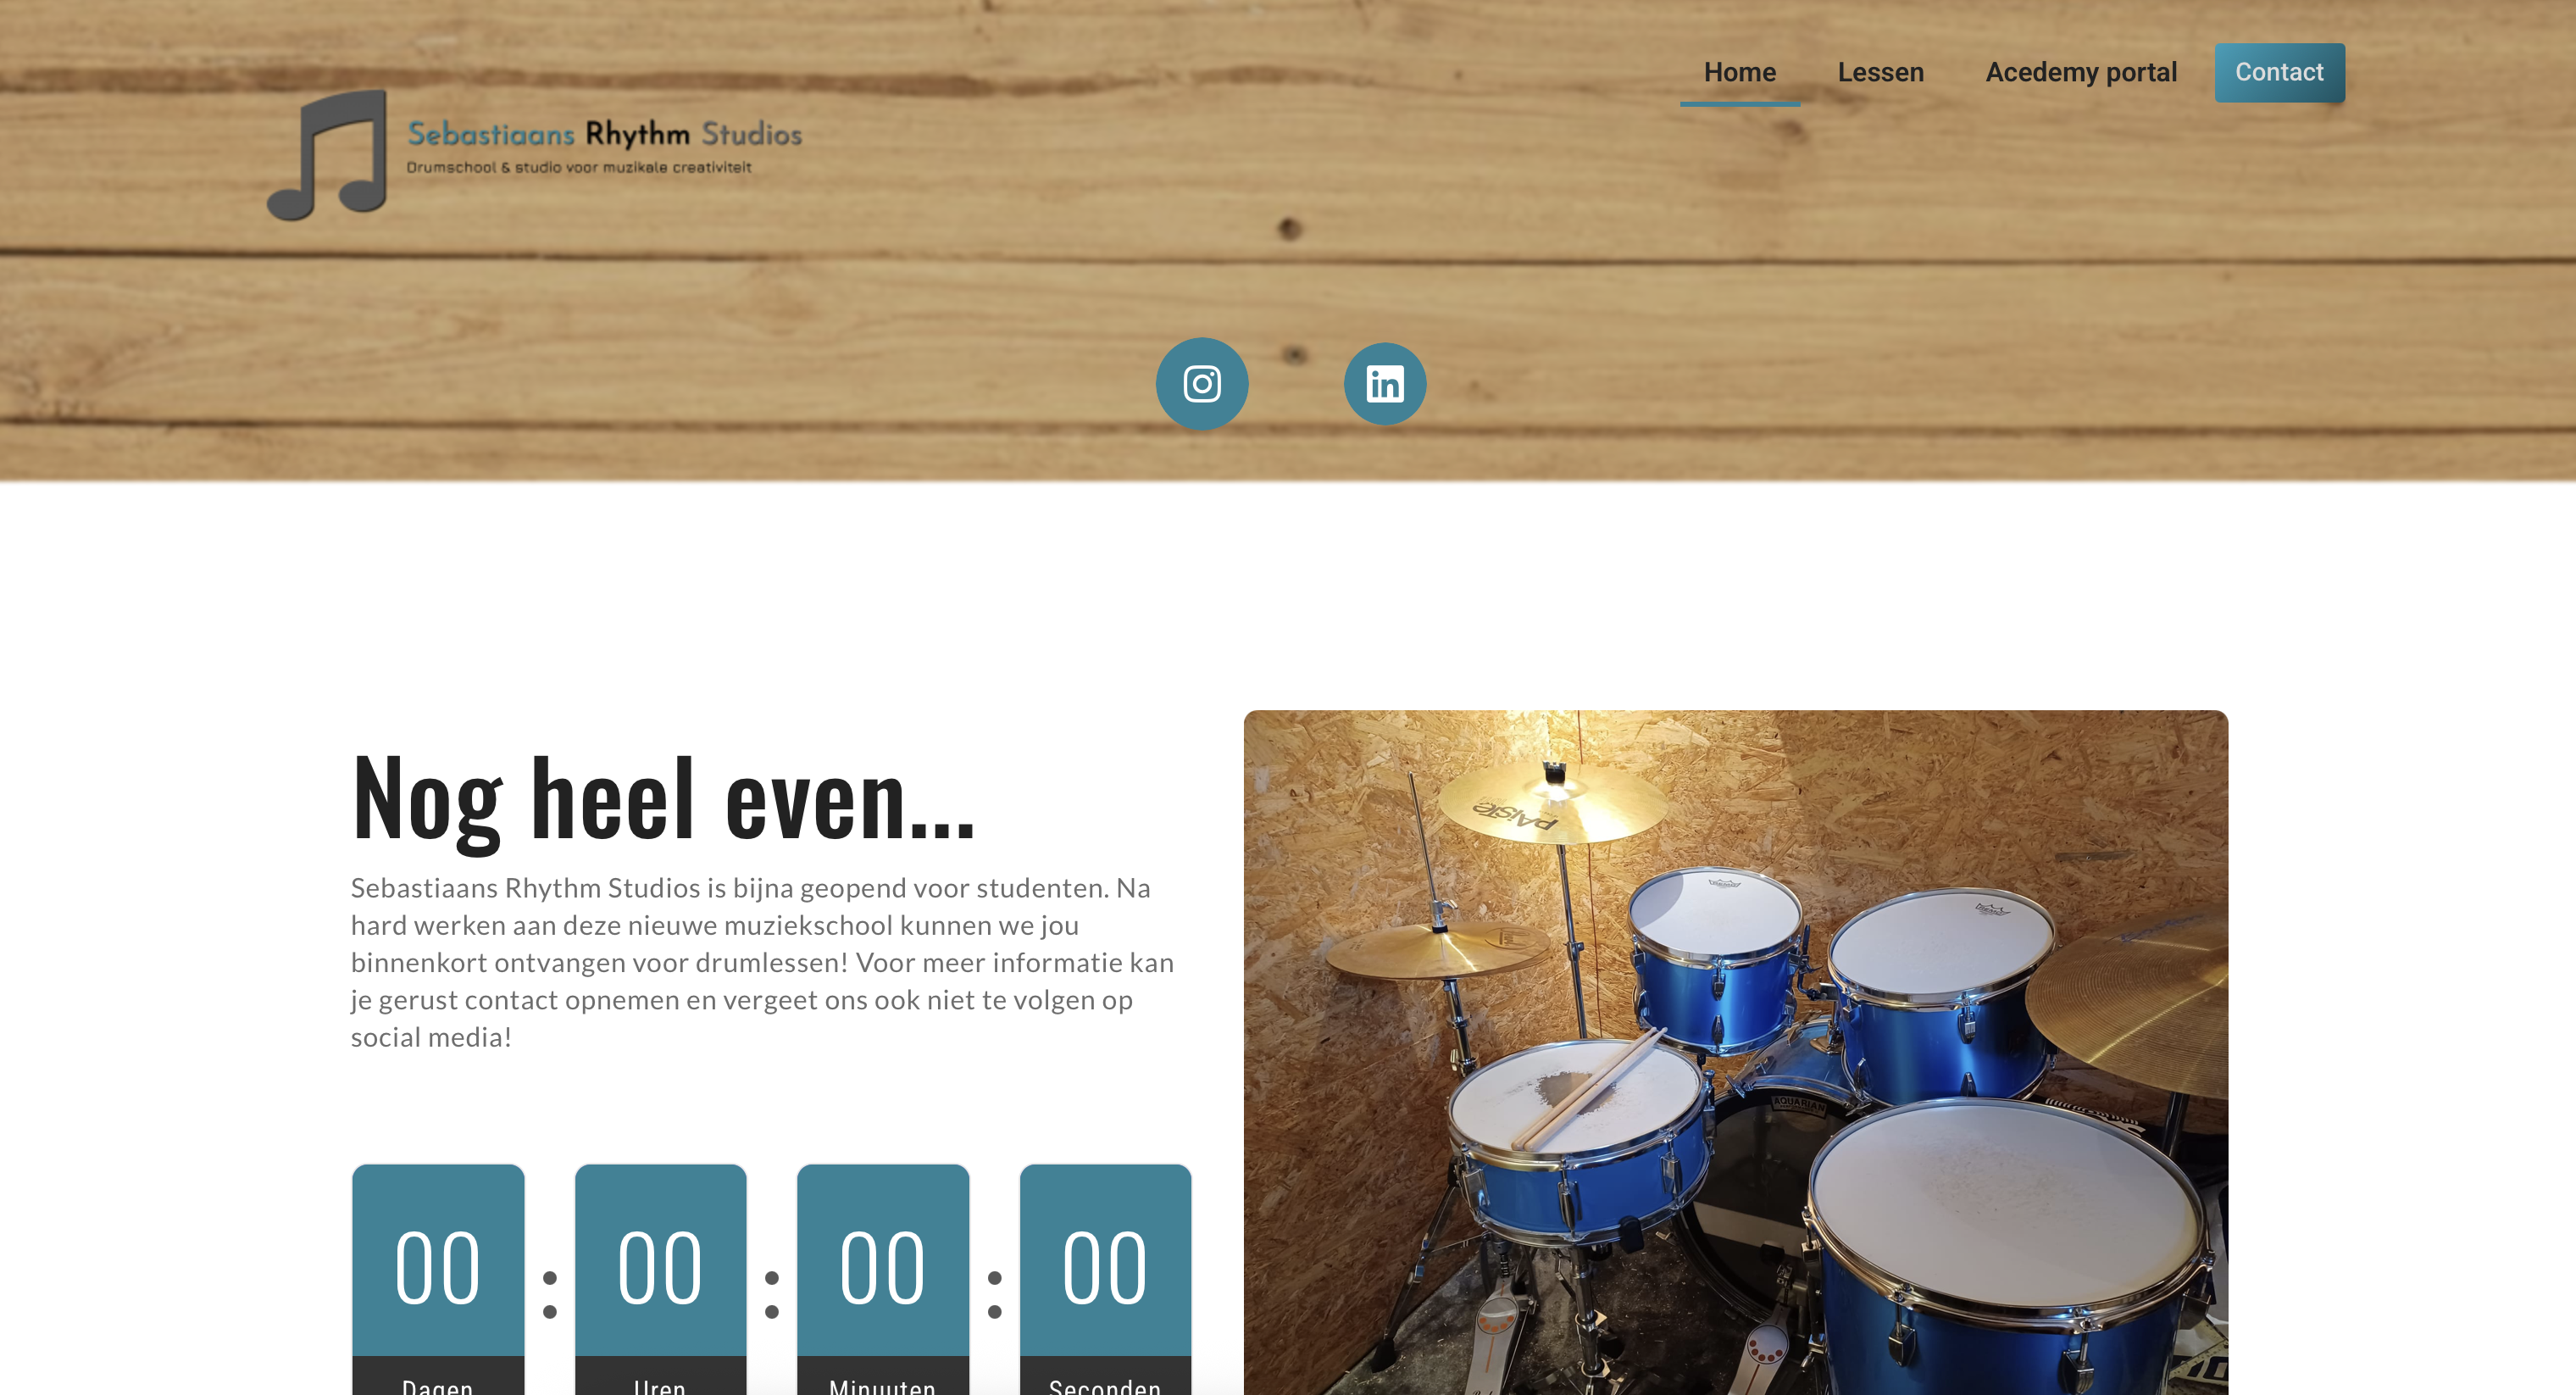 Home Lessen Acedemy portal Contact
Sebastiaans Rhythm Studios
Drumschool & studio voor muzikale creativiteit
Nog heel even...
Sebastiaans Rhythm Studios is bijna geopend voor studenten. Na
hard werken aan deze nieuwe muziekschool kunnen we jou
binnenkort ontvangen voor drumlessen! Voor meer informatie kan
je gerust contact opnemen en vergeet ons ook niet te volgen op
social media!
00 : 00 : 00 : 00
Dagen Uren Minuuten Seconden
PAISTE
AQUARIAN